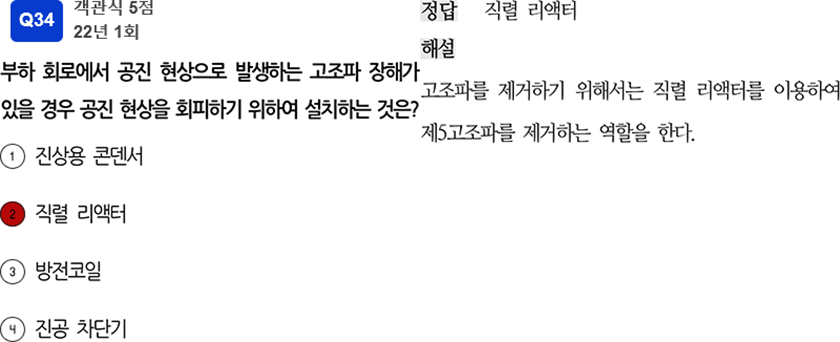 Q34
객관식 5점
22년 1회
부하 회로에서 공진 현상으로 발생하는 고조파 장해가
있을 경우 공진 현상을 회피하기 위하여 설치하는 것은?
① 진상용 콘덴서
② 직렬 리액터
③ 방전코일
④ 진공 차단기
정답 직렬 리액터
해설
고조파를 제거하기 위해서는 직렬 리액터를 이용하여
제5고조파를 제거하는 역할을 한다.